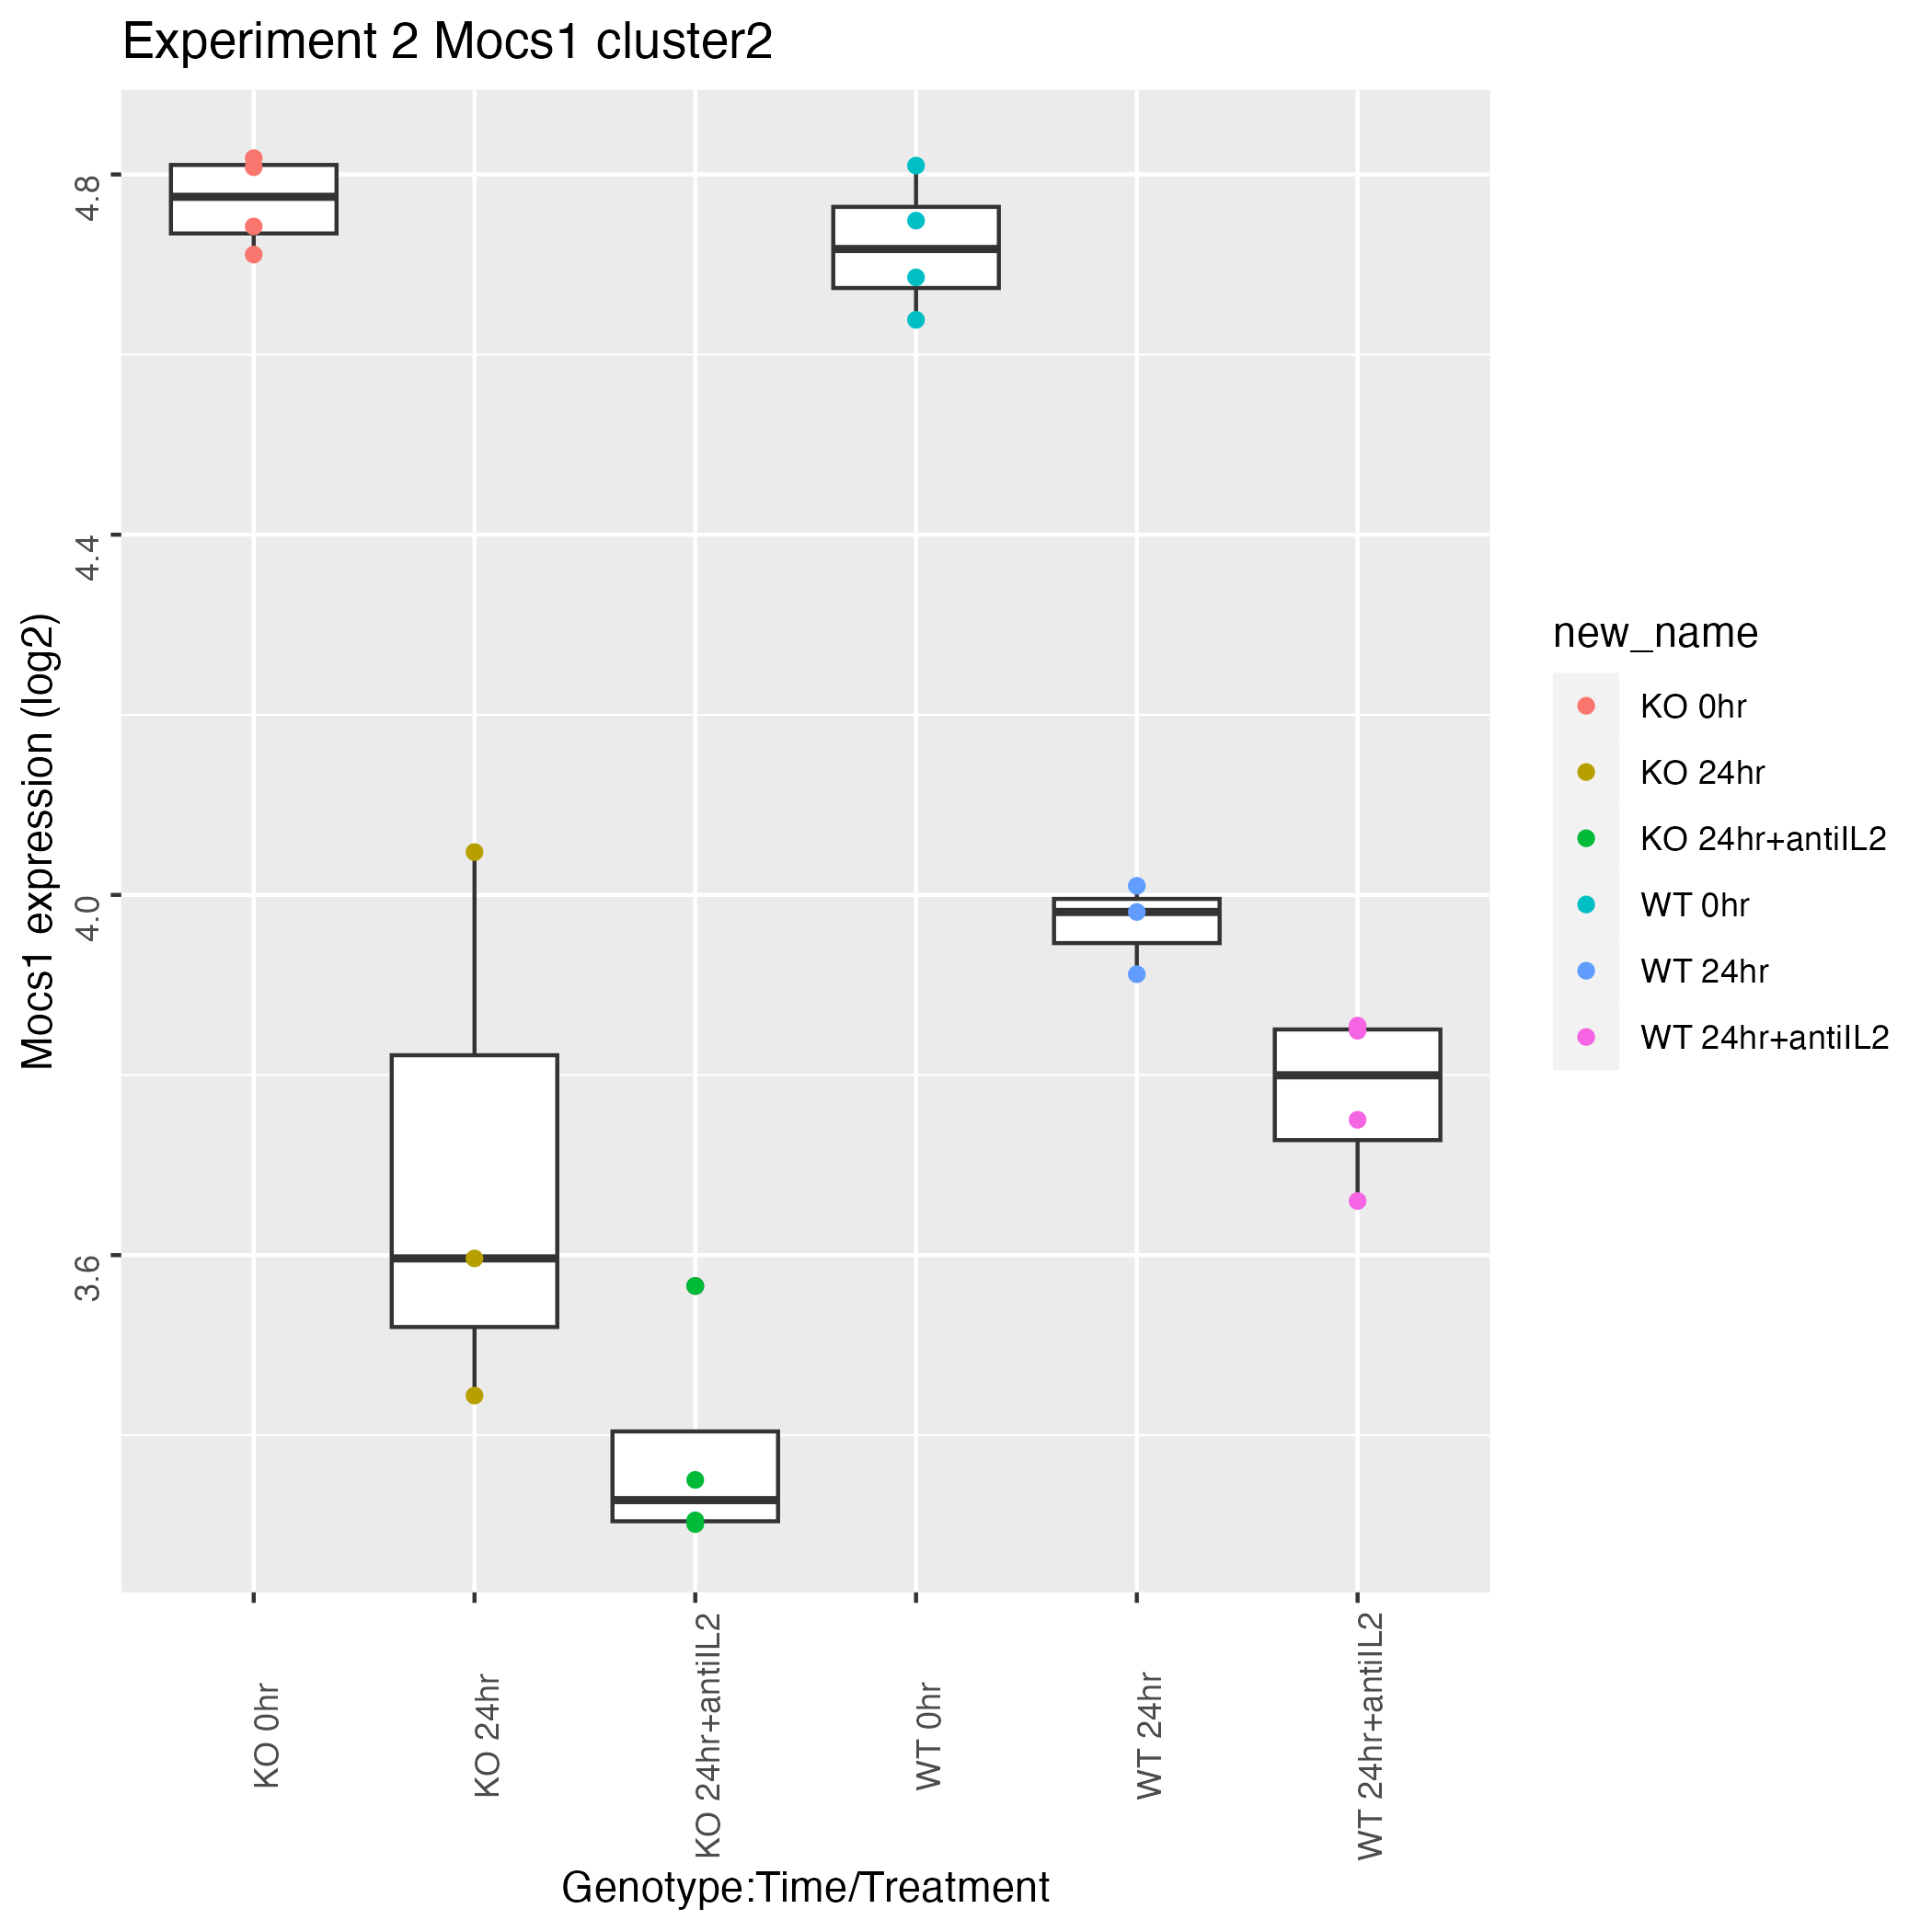 Experiment 2 Mocs1 cluster2
Mocs1 expression (log2)
4.8
4.4
4.0
3.6
KO 0hr
KO 24hr
KO 24hr+antiIL2
WT 0hr
WT 24hr
WT 24hr+antiIL2
Genotype:Time/Treatment
new_name
KO 0hr
KO 24hr
KO 24hr+antiIL2
WT 0hr
WT 24hr
WT 24hr+antiIL2